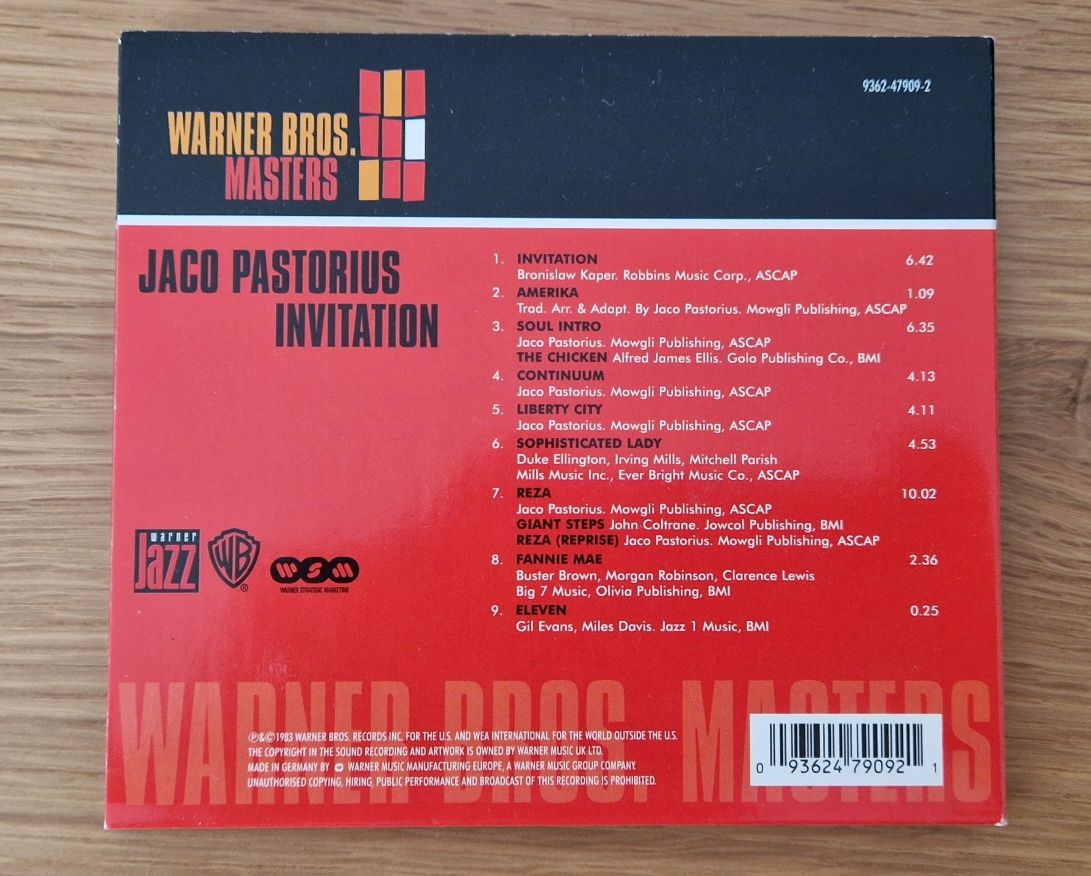 9362-47909-2
WARNER BROS.
MASTERS
JACO PASTORIUS
INVITATION
1. INVITATION 6.42
Bronislaw Kaper. Robbins Music Corp., ASCAP
2. AMERIKA 1.09
Trad. Arr. & Adapt. By Jaco Pastorius. Mowgli Publishing, ASCAP
3. SOUL INTRO 6.35
Jaco Pastorius. Mowgli Publishing, ASCAP
THE CHICKEN Alfred James Ellis. Golo Publishing Co., BMI
4. CONTINUUM 4.13
Jaco Pastorius. Mowgli Publishing, ASCAP
5. LIBERTY CITY 4.11
Jaco Pastorius. Mowgli Publishing, ASCAP
6. SOPHISTICATED LADY 4.53
Duke Ellington, Irving Mills, Mitchell Parish
Mills Music Inc., Ever Bright Music Co., ASCAP
7. REZA 10.02
Jaco Pastorius. Mowgli Publishing, ASCAP
GIANT STEPS John Coltrane. Jowcol Publishing, BMI
REZA (REPRISE) Jaco Pastorius. Mowgli Publishing, ASCAP
8. FANNIE MAE 2.36
Buster Brown, Morgan Robinson, Clarence Lewis
Big 7 Music, Olivia Publishing, BMI
9. ELEVEN 0.25
Gil Evans, Miles Davis. Jazz 1 Music, BMI
warner
Jazz
WB®
WSM
WARNER STRATEGIC MARKETING
WARNER BROS. MASTERS
℗&©1983 WARNER BROS. RECORDS INC. FOR THE U.S. AND WEA INTERNATIONAL FOR THE WORLD OUTSIDE THE U.S.
THE COPYRIGHT IN THE SOUND RECORDING AND ARTWORK IS OWNED BY WARNER MUSIC UK LTD.
MADE IN GERMANY BY WARNER MUSIC MANUFACTURING EUROPE, A WARNER MUSIC GROUP COMPANY.
UNAUTHORISED COPYING, HIRING, PUBLIC PERFORMANCE AND BROADCAST OF THIS RECORDING IS PROHIBITED.
0 93624 79092 1